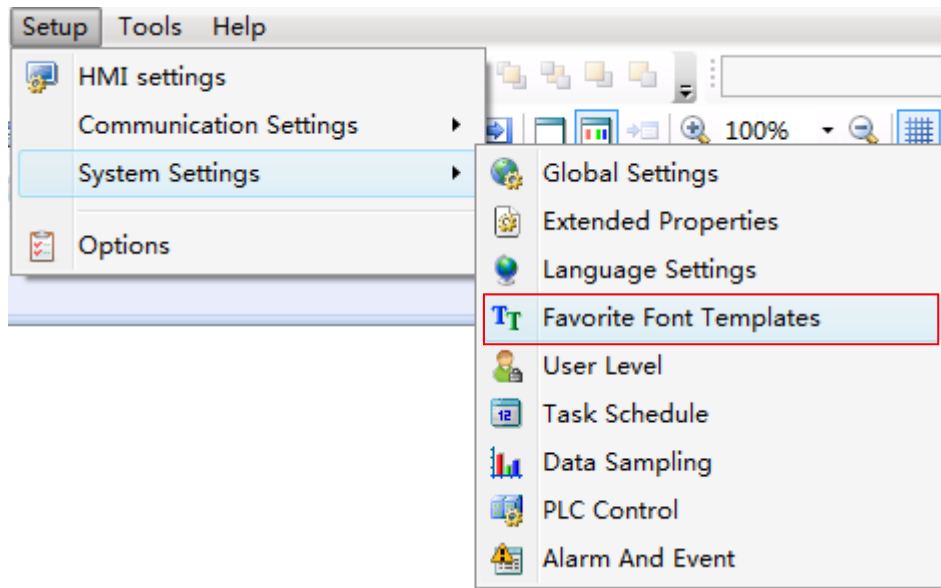 Setup Tools Help
HMI settings
Communication Settings
100%
System Settings
Global Settings
Extended Properties
Options
Language Settings
Favorite Font Templates
User Level
Task Schedule
Data Sampling
PLC Control
Alarm And Event